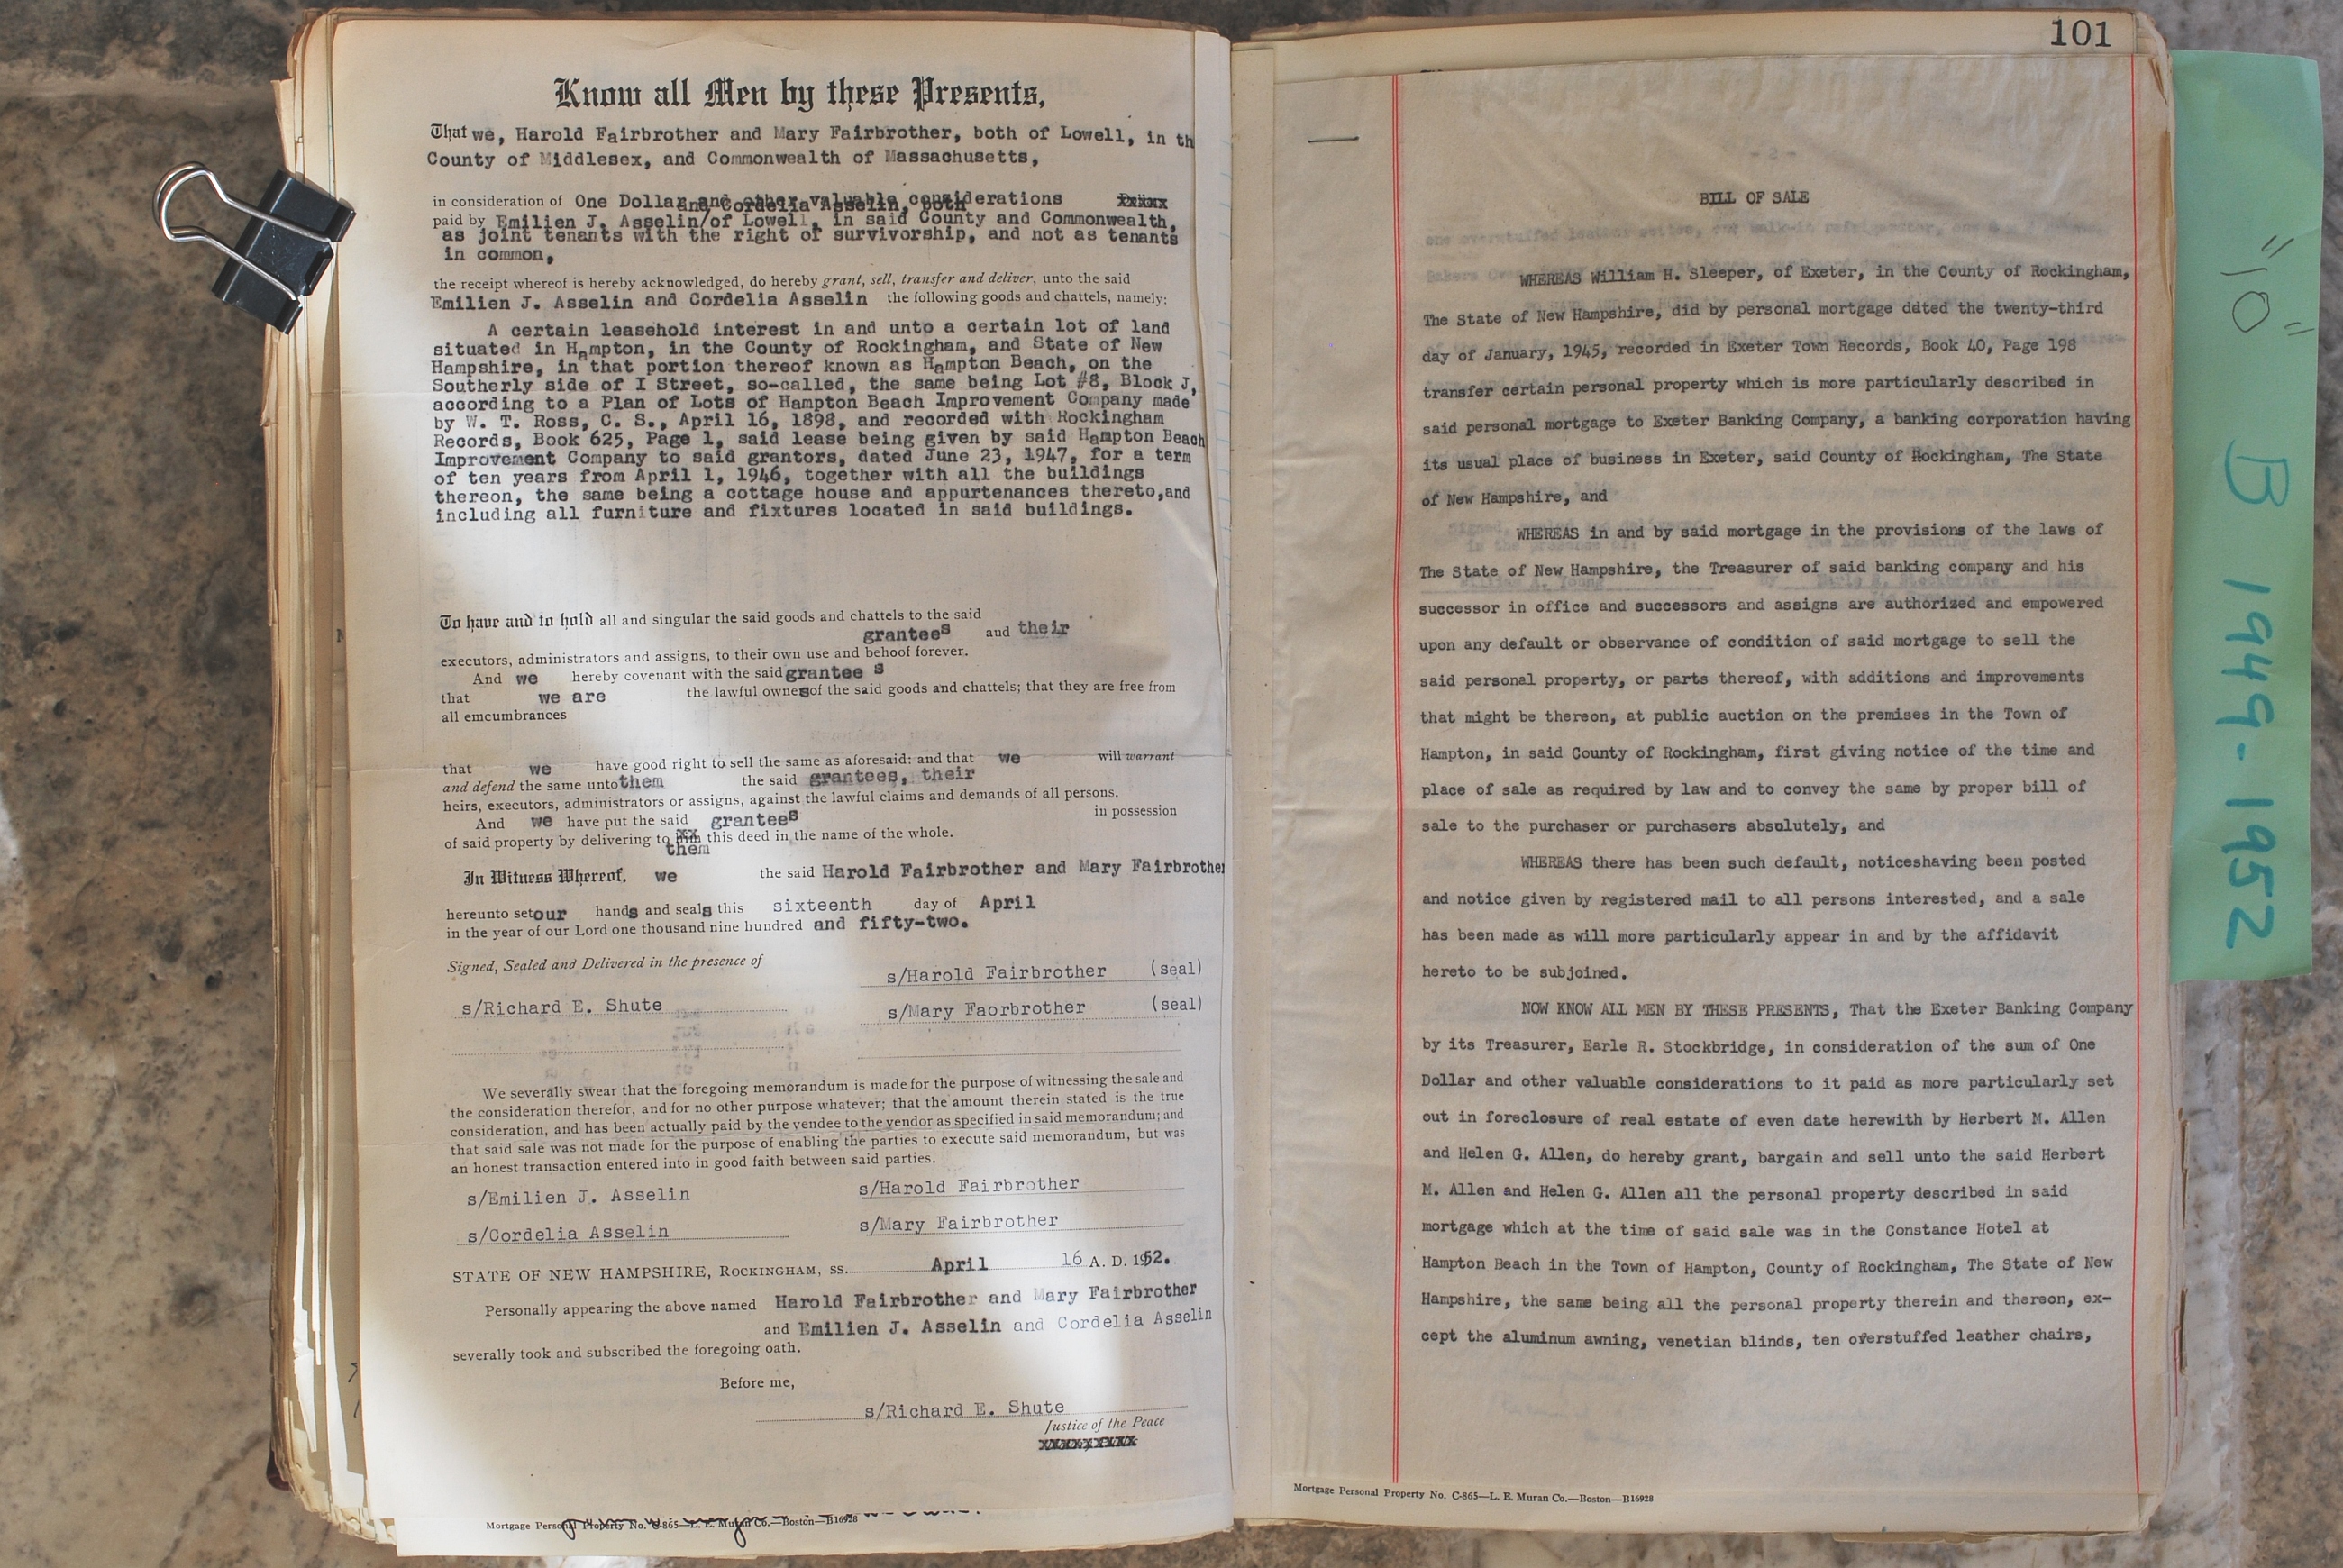 Know all Men by these Presents,
That we, Harold Fairbrother and Mary Fairbrother, both of Lowell, in th
County of Middlesex, and Commonwealth of Massachusetts,
in consideration of One Dollar and other valuable considerations
and Cordelia Asselin, both
paid by Emilien J. Asselin/of Lowell, in said County and Commonwealth,
as joint tenants with the right of survivorship, and not as tenants
in common,
the receipt whereof is hereby acknowledged, do hereby grant, sell, transfer and deliver, unto the said
Emilien J. Asselin and Cordelia Asselin the following goods and chattels, namely:
A certain leasehold interest in and unto a certain lot of land
situated in Hampton, in the County of Rockingham, and State of New
Hampshire, in that portion thereof known as Hampton Beach, on the
Southerly side of I Street, so-called, the same being Lot #8, Block J,
according to a Plan of Lots of Hampton Beach Improvement Company made
by W. T. Ross, C. S., April 16, 1898, and recorded with Rockingham
Records, Book 625, Page 1, said lease being given by said Hampton Beach
Improvement Company to said grantors, dated June 23, 1947, for a term
of ten years from April 1, 1946, together with all the buildings
thereon, the same being a cottage house and appurtenances thereto,and
including all furniture and fixtures located in said buildings.
To have and to hold all and singular the said goods and chattels to the said
grantees and their
executors, administrators and assigns, to their own use and behoof forever.
And we hereby covenant with the said grantee s
that we are the lawful ownesof the said goods and chattels; that they are free from
all emcumbrances
that we have good right to sell the same as aforesaid: and that we will warrant
and defend the same unto them the said grantees, their
heirs, executors, administrators or assigns, against the lawful claims and demands of all persons.
And we have put the said grantees in possession
of said property by delivering to him this deed in the name of the whole.
them
In Witness Whereof, we the said Harold Fairbrother and Mary Fairbrother
hereunto set our hands and seals this sixteenth day of April
in the year of our Lord one thousand nine hundred and fifty-two.
Signed, Sealed and Delivered in the presence of
s/Harold Fairbrother (seal)
s/Richard E. Shute s/Mary Faorbrother (seal)
We severally swear that the foregoing memorandum is made for the purpose of witnessing the sale and
the consideration therefor, and for no other purpose whatever; that the amount therein stated is the true
consideration, and has been actually paid by the vendee to the vendor as specified in said memorandum; and
that said sale was not made for the purpose of enabling the parties to execute said memorandum, but was
an honest transaction entered into in good faith between said parties.
s/Emilien J. Asselin s/Harold Fairbrother
s/Cordelia Asselin s/Mary Fairbrother
STATE OF NEW HAMPSHIRE, ROCKINGHAM, SS. April 16 A. D. 1952.
Personally appearing the above named Harold Fairbrother and Mary Fairbrother
and Emilien J. Asselin and Cordelia Asselin
severally took and subscribed the foregoing oath.
Before me,
s/Richard E. Shute
Justice of the Peace
Mortgage Personal Property No. C-865—L. E. Muran Co.—Boston—B16928
101
BILL OF SALE
WHEREAS William H. Sleeper, of Exeter, in the County of Rockingham,
The State of New Hampshire, did by personal mortgage ddted the twenty-third
day of January, 1945, recorded in Exeter Town Records, Book 40, Page 198
transfer certain personal property which is more particularly described in
said personal mortgage to Exeter Banking Company, a banking corporation having
its usual place of business in Exeter, said County of Rockingham, The State
of New Hampshire, and
WHEREAS in and by said mortgage in the provisions of the laws of
The State of New Hampshire, the Treasurer of said banking company and his
successor in office and successors and assigns are authorized and empowered
upon any default or observance of condition of said mortgage to sell the
said personal property, or parts thereof, with additions and improvements
that might be thereon, at public auction on the premises in the Town of
Hampton, in said County of Rockingham, first giving notice of the time and
place of sale as required by law and to convey the same by proper bill of
sale to the purchaser or purchasers absolutely, and
WHEREAS there has been such default, noticeshaving been posted
and notice given by registered mail to all persons interested, and a sale
has been made as will more particularly appear in and by the affidavit
hereto to be subjoined.
NOW KNOW ALL MEN BY THESE PRESENTS, That the Exeter Banking Company
by its Treasurer, Earle R. Stockbridge, in consideration of the sum of One
Dollar and other valuable considerations to it paid as more particularly set
out in foreclosure of real estate of even date herewith by Herbert M. Allen
and Helen G. Allen, do hereby grant, bargain and sell unto the said Herbert
M. Allen and Helen G. Allen all the personal property described in said
mortgage which at the time of said sale was in the Constance Hotel at
Hampton Beach in the Town of Hampton, County of Rockingham, The State of New
Hampshire, the same being all the personal property therein and thereon, ex-
cept the aluminum awning, venetian blinds, ten overstuffed leather chairs,
Mortgage Personal Property No. C-865—L. E. Muran Co.—Boston—B16928
"10" B 1949-1952